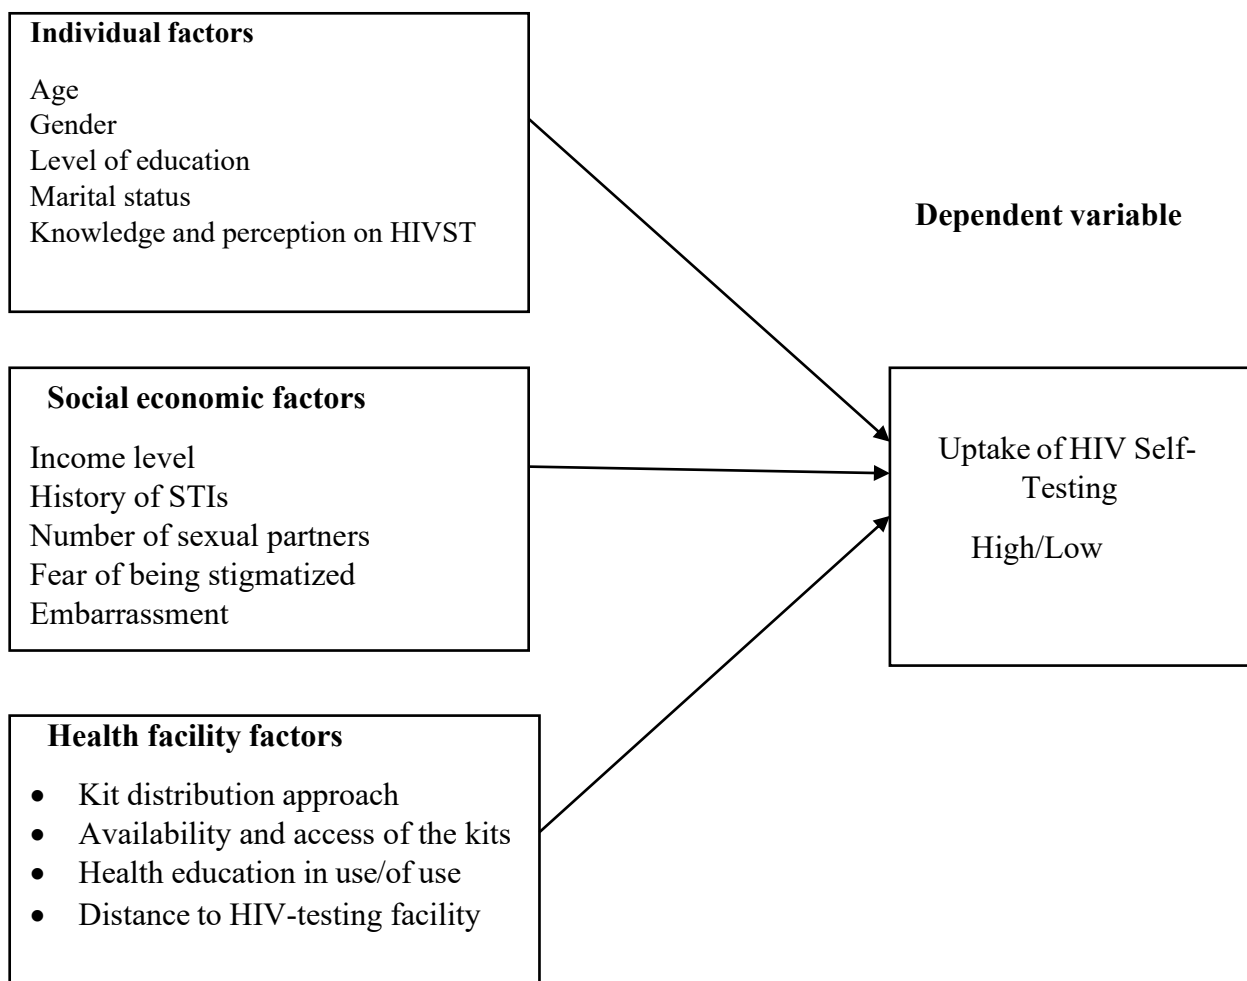 Individual factors
Age
Gender
Level of education
Marital status
Knowledge and perception on HIVST
Dependent variable
Social economic factors
Income level
History of STIs
Number of sexual partners
Fear of being stigmatized
Embarrassment
Uptake of HIV Self-
Testing
High/Low
Health facility factors
• Kit distribution approach
• Availability and access of the kits
• Health education in use/of use
• Distance to HIV-testing facility